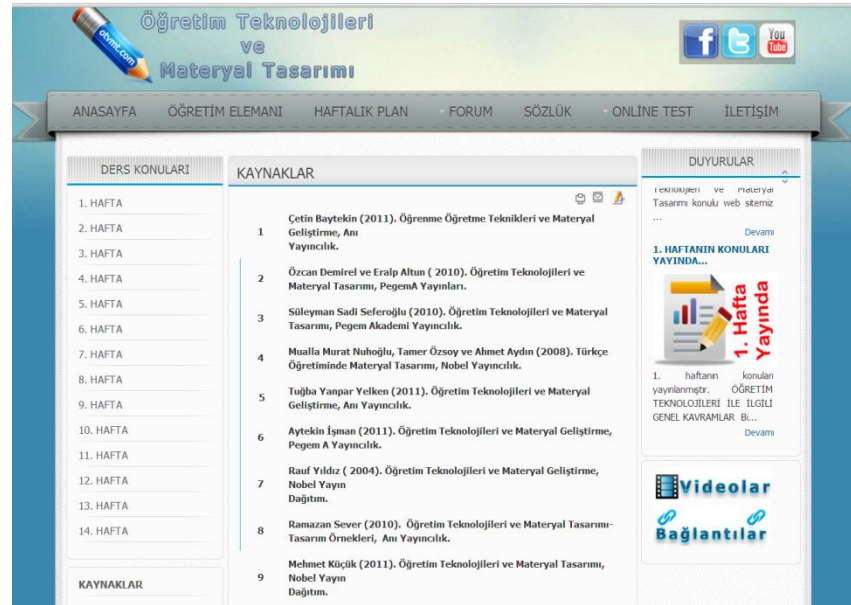 otvmt.com
Öğretim Teknolojileri
ve
Materyal Tasarımı
f
You
Tube
ANASAYFA ÖĞRETİM ELEMANI HAFTALIK PLAN FORUM SÖZLÜK ONLİNE TEST İLETİŞİM
DERS KONULARI
1. HAFTA
2. HAFTA
3. HAFTA
4. HAFTA
5. HAFTA
6. HAFTA
7. HAFTA
8. HAFTA
9. HAFTA
10. HAFTA
11. HAFTA
12. HAFTA
13. HAFTA
14. HAFTA
KAYNAKLAR
KAYNAKLAR
Çetin Baytekin (2011). Öğrenme Öğretme Teknikleri ve Materyal
1 Geliştirme, Anı
Yayıncılık.
2 Özcan Demirel ve Eralp Altun ( 2010). Öğretim Teknolojileri ve
Materyal Tasarımı, PegemA Yayınları.
3 Süleyman Sadi Seferoğlu (2010). Öğretim Teknolojileri ve Materyal
Tasarımı, Pegem Akademi Yayıncılık.
4 Mualla Murat Nuhoğlu, Tamer Özsoy ve Ahmet Aydın (2008). Türkçe
Öğretiminde Materyal Tasarımı, Nobel Yayıncılık.
5 Tuğba Yanpar Yelken (2011). Öğretim Teknolojileri ve Materyal
Geliştirme, Anı Yayıncılık.
6 Aytekin İşman (2011). Öğretim Teknolojileri ve Materyal Geliştirme,
Pegem A Yayıncılık.
Rauf Yıldız ( 2004). Öğretim Teknolojileri ve Materyal Geliştirme,
7 Nobel Yayın
Dağıtım.
8 Ramazan Sever (2010). Öğretim Teknolojileri ve Materyal Tasarımı-
Tasarım Örnekleri, Anı Yayıncılık.
Mehmet Küçük (2011). Öğretim Teknolojileri ve Materyal Tasarımı,
9 Nobel Yayın
Dağıtım.
DUYURULAR
Teknolojileri ve Materyal
Tasarımı konulu web sitemiz
...
Devamı
1. HAFTANIN KONULARI
YAYINDA...
1. Hafta
Yayında
1. haftanın konuları
yayınlanmıştır. ÖĞRETİM
TEKNOLOJİLERİ İLE İLGİLİ
GENEL KAVRAMLAR Bi...
Devamı
Videolar
Bağlantılar